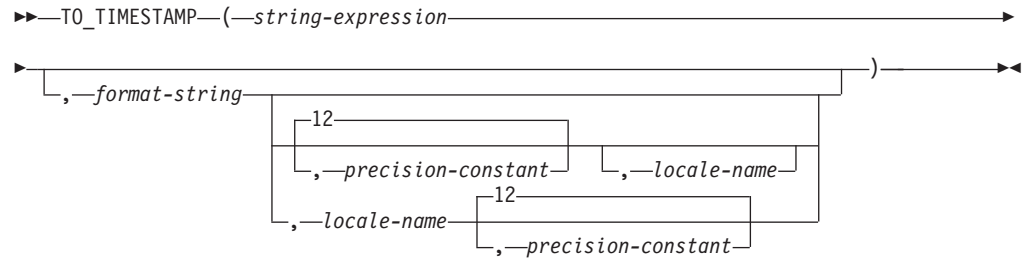 TO_TIMESTAMP ( string-expression
)
, format-string
12
, precision-constant , locale-name
12
, locale-name
, precision-constant